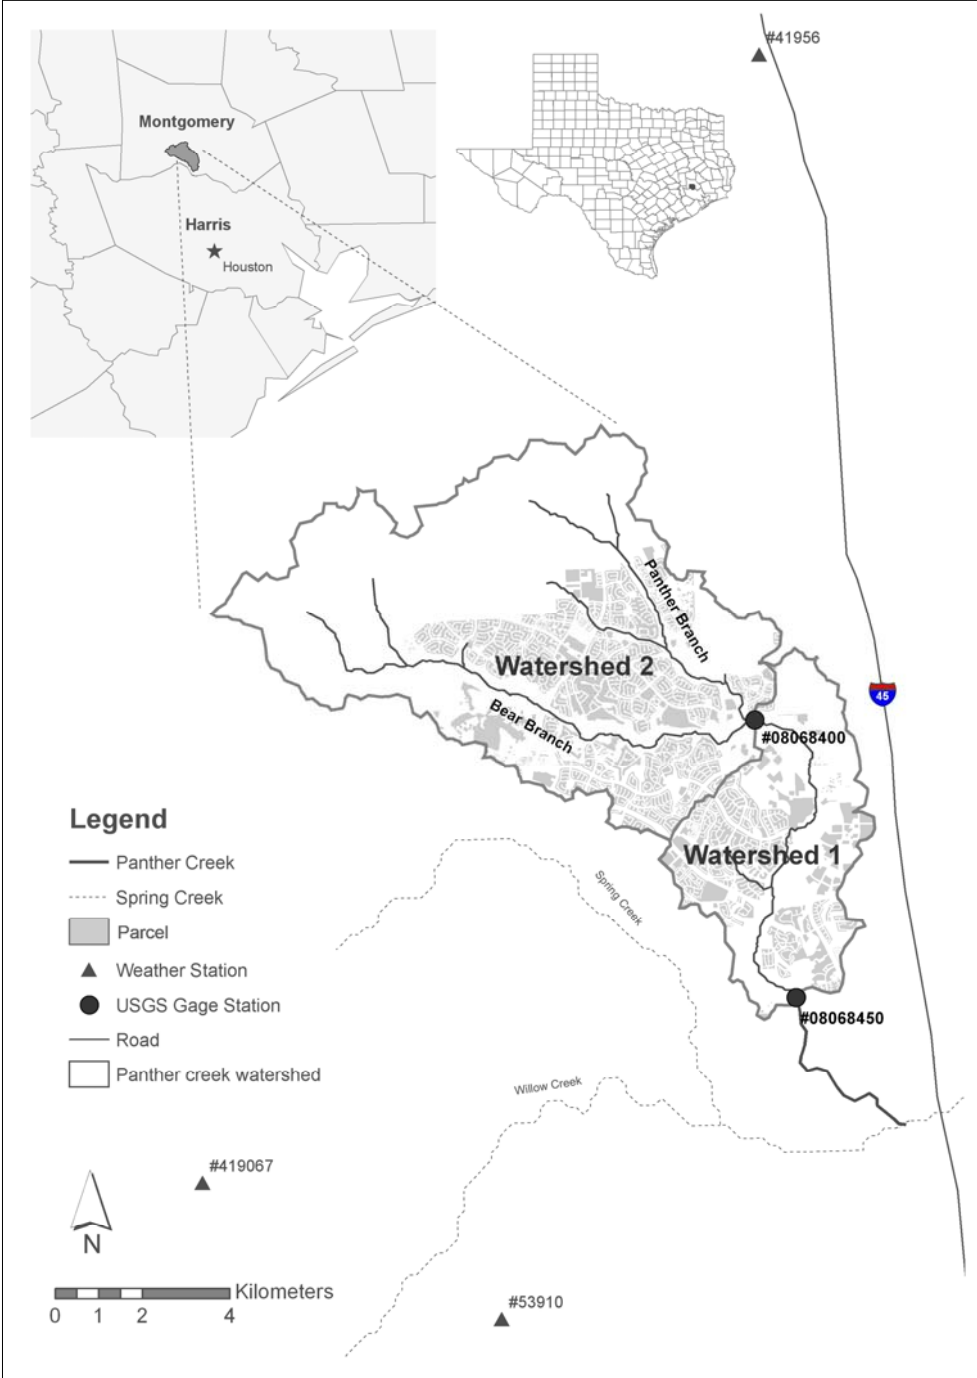 #41956
Montgomery
Harris
Houston
Panther Branch
Watershed 2
45
Bear Branch
#08068400
Legend
Watershed 1
Panther Creek
Spring Creek
Spring Creek
Parcel
Weather Station
USGS Gage Station
#08068450
Road
Panther creek watershed
Willow Creek
#419067
N
Kilometers
0 1 2 4
#53910